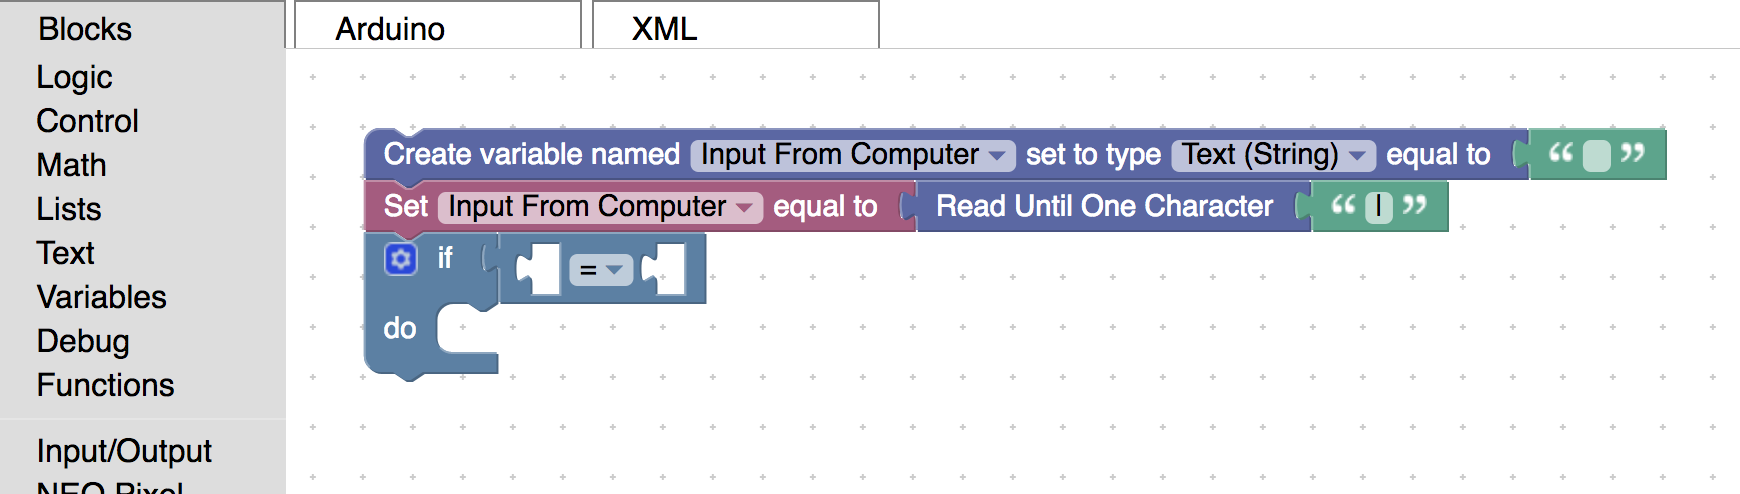 Blocks
Arduino
XML
Logic
Control
Math
Lists
Text
Variables
Debug
Functions
Input/Output
NEO Pixel
Create variable named Input From Computer set to type Text (String) equal to “ ”
Set Input From Computer equal to Read Until One Character “ | ”
if =
do